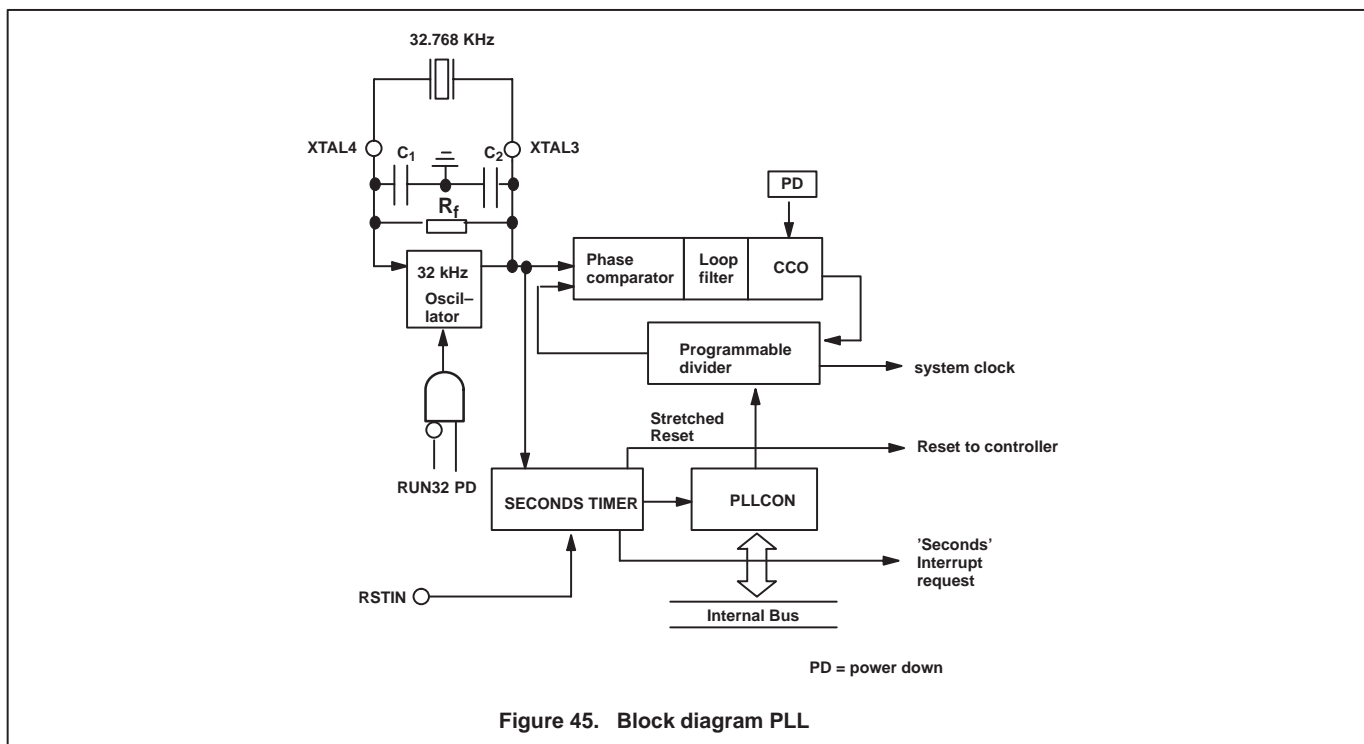 32.768 KHz
XTAL4
C1
C2
XTAL3
Rf
PD
32 kHz
Oscil–
lator
Phase
comparator
Loop
filter
CCO
Programmable
divider
system clock
Stretched
Reset
Reset to controller
RUN32 PD
SECONDS TIMER
PLLCON
'Seconds'
Interrupt
request
RSTIN
Internal Bus
PD = power down
Figure 45. Block diagram PLL